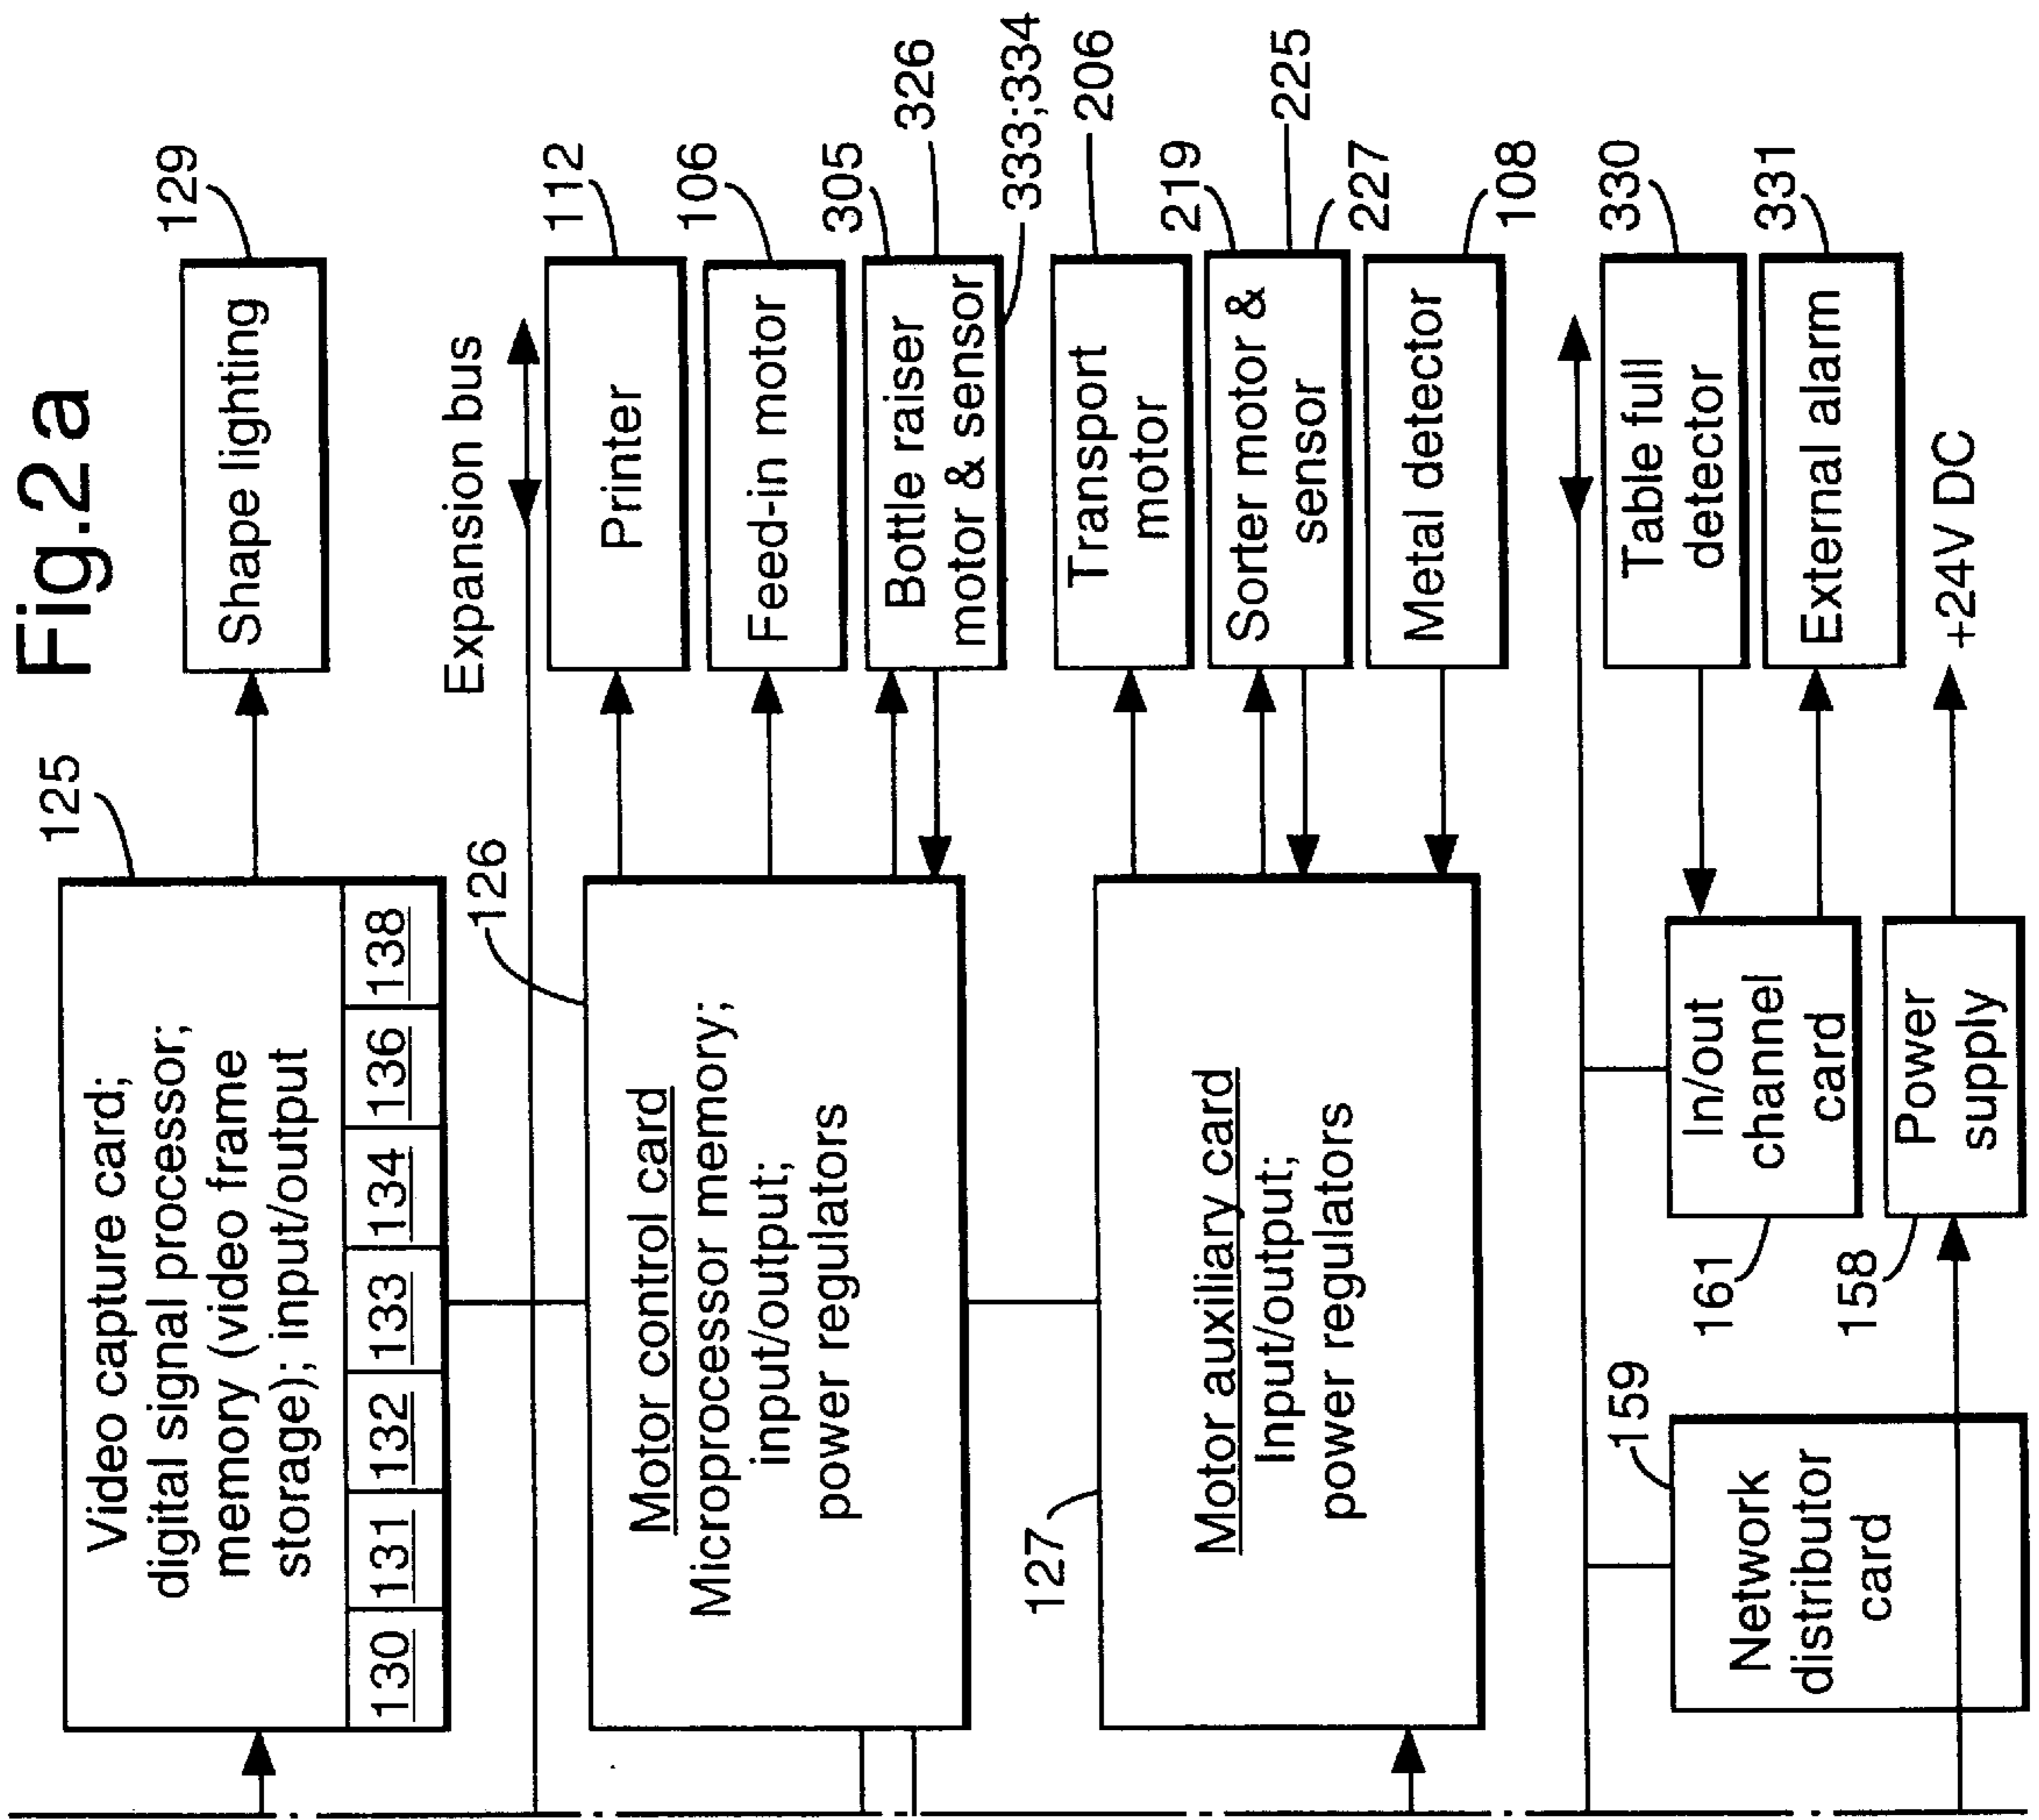 Fig.2a
125
129
Video capture card;
digital signal processor;
memory (video frame
storage); input/output
130
131
132
133
134
136
138
Shape lighting
Expansion bus
126
Motor control card
Microprocessor memory;
input/output;
power regulators
Printer
112
Feed-in motor
106
Bottle raiser
motor & sensor
305
326
333;334
127
Motor auxiliary card
Input/output;
power regulators
Transport
motor
206
Sorter motor &
sensor
219
225
227
Metal detector
108
159
Network
distributor
card
161
In/out
channel
card
Table full
detector
330
External alarm
331
158
Power
supply
+24V DC